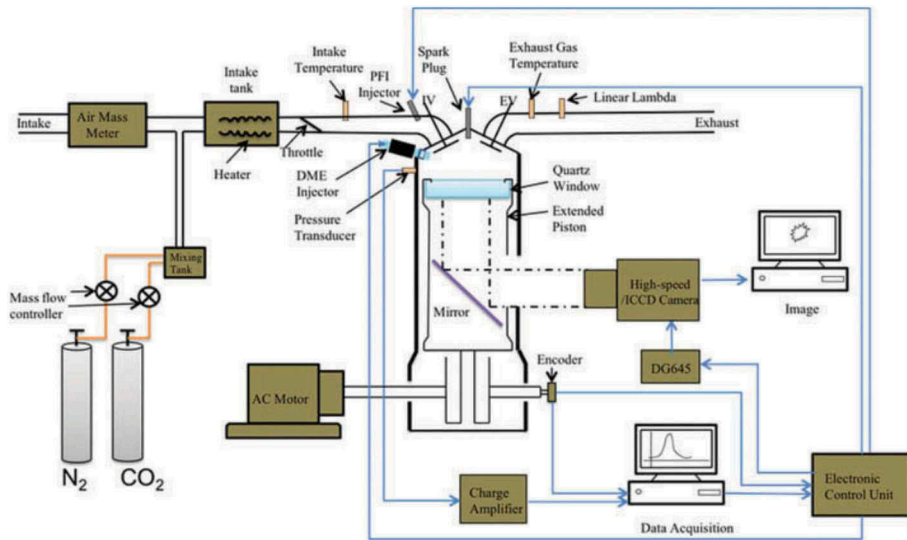 Intake
Temperature
PFI
Injector
Spark
Plug
Exhaust Gas
Temperature
Intake
tank
IV
EV
Linear Lambda
Intake
Air Mass
Meter
Exhaust
Heater
Throttle
DME
Injector
Quartz
Window
Pressure
Transducer
Extended
Piston
Mixing
Tank
Mass flow
controller
High-speed
/ICCD Camera
Mirror
Image
Encoder
DG645
AC Motor
N2
CO2
Charge
Amplifier
Electronic
Control Unit
Data Acquisition